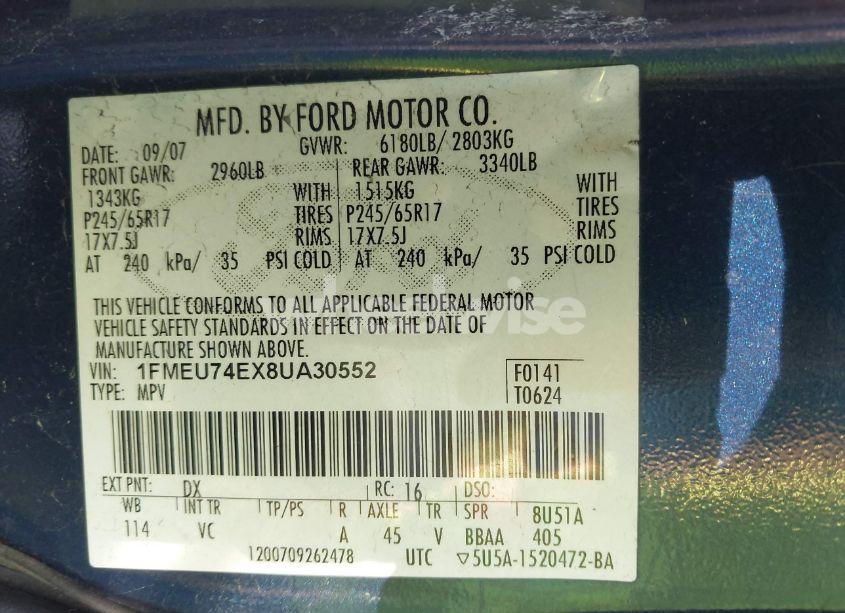 MFD. BY FORD MOTOR CO.
DATE: 09/07 GVWR: 6180LB/ 2803KG
FRONT GAWR: 2960LB REAR GAWR: 3340LB
1343KG WITH 1515KG WITH
P245/65R17 TIRES P245/65R17 TIRES
17X7.5J RIMS 17X7.5J RIMS
AT 240 kPa/ 35 PSI COLD AT 240 kPa/ 35 PSI COLD
THIS VEHICLE CONFORMS TO ALL APPLICABLE FEDERAL MOTOR
VEHICLE SAFETY STANDARDS IN EFFECT ON THE DATE OF
MANUFACTURE SHOWN ABOVE.
VIN: 1FMEU74EX8UA30552 F0141
TYPE: MPV T0624
EXT PNT: DX RC: 16 DSO:
WB INT TR TP/PS R AXLE TR SPR 8U51A
114 VC A 45 V BBAA 405
1200709262478 UTC ▽5U5A-1520472-BA